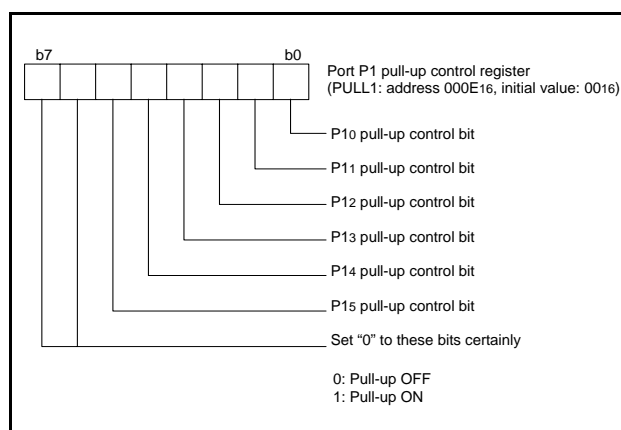 b7 b0
Port P1 pull-up control register
(PULL1: address 000E16, initial value: 0016)
P10 pull-up control bit
P11 pull-up control bit
P12 pull-up control bit
P13 pull-up control bit
P14 pull-up control bit
P15 pull-up control bit
Set “0” to these bits certainly
0: Pull-up OFF
1: Pull-up ON